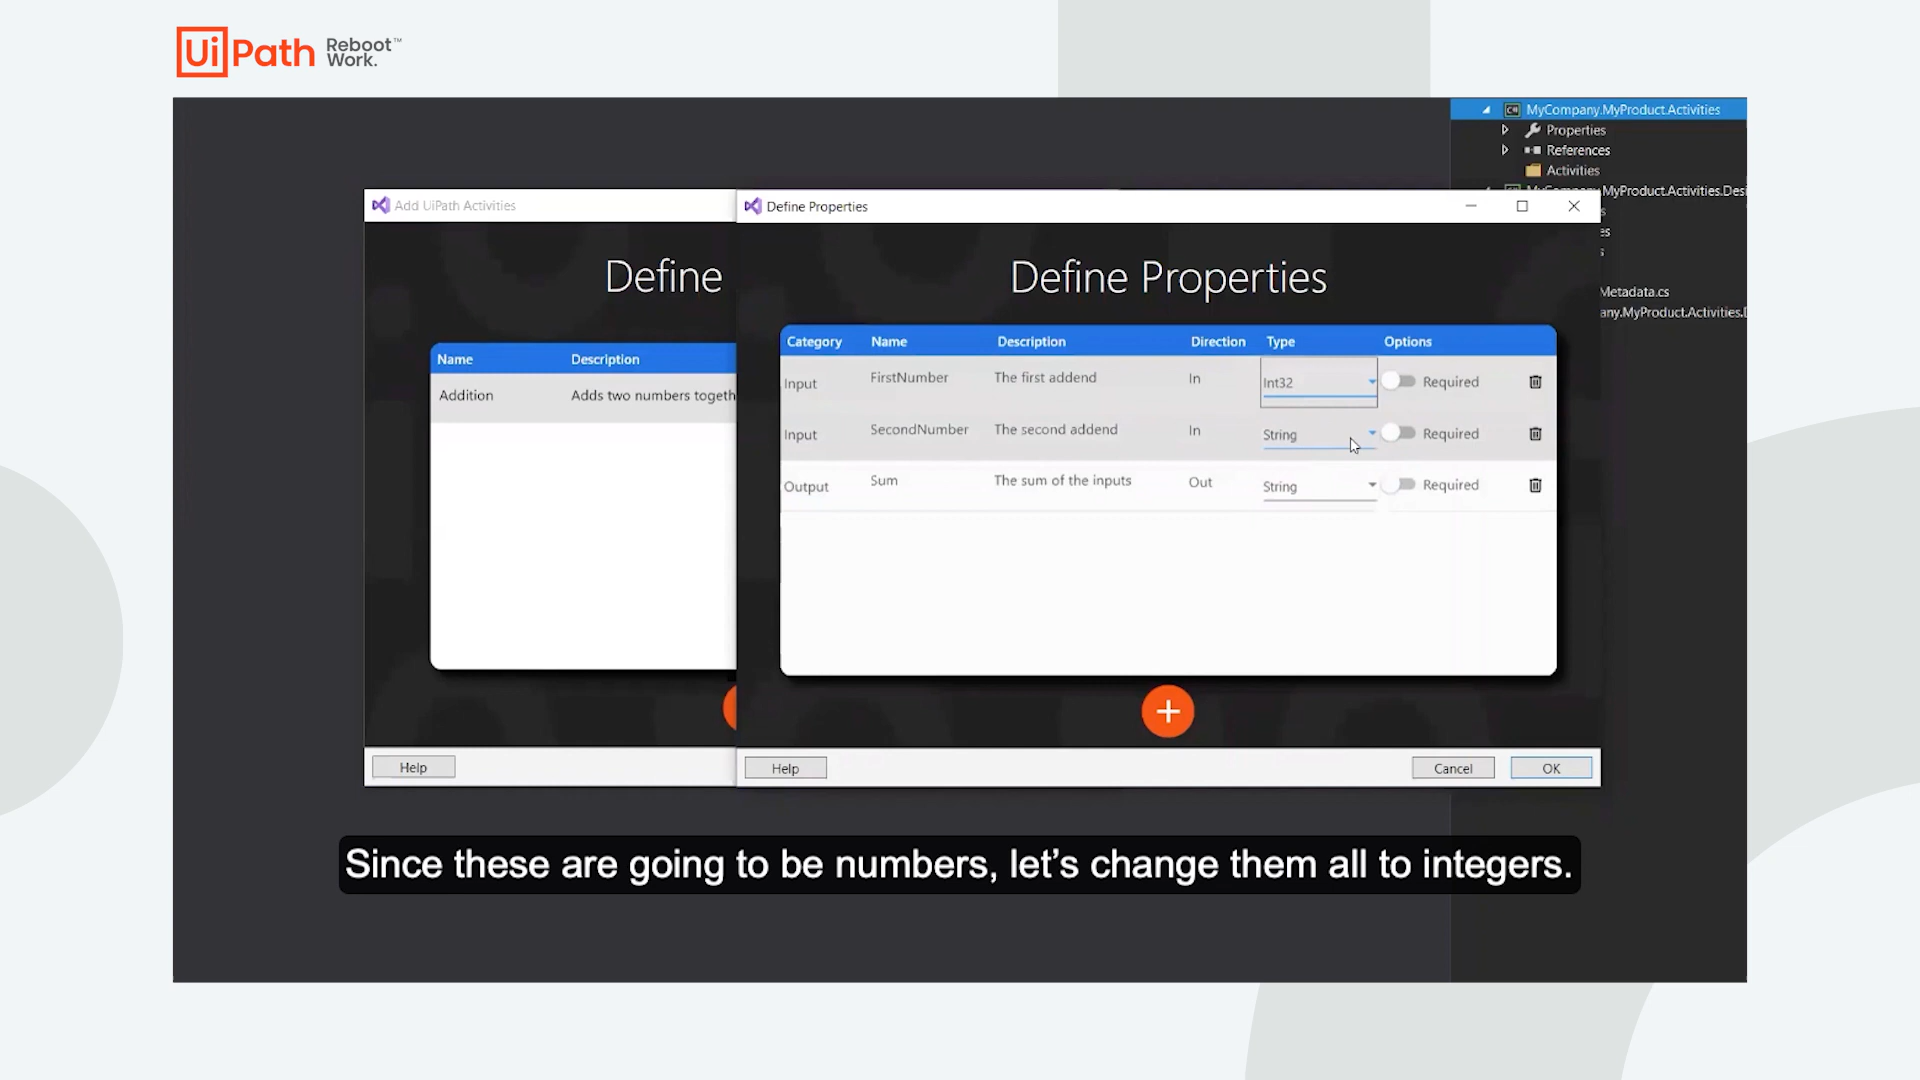 UiPath Reboot Work.™
MyCompany.MyProduct.Activities
Properties
References
Activities
MyCompany.MyProduct.Activities.Desi
Metadata.cs
any.MyProduct.Activities.D
Add UiPath Activities
Define
Name Description
Addition Adds two numbers togeth
Help
Define Properties
Define Properties
Category Name Description Direction Type Options
Input FirstNumber The first addend In Int32 Required
Input SecondNumber The second addend In String Required
Output Sum The sum of the inputs Out String Required
+
Help Cancel OK
Since these are going to be numbers, let’s change them all to integers.